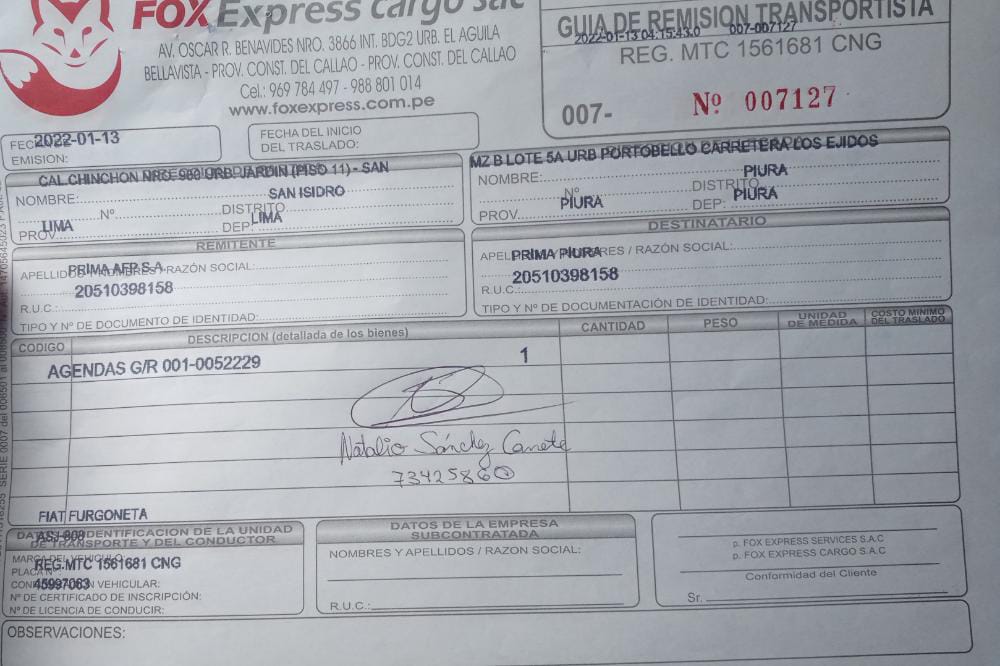 FOX Express cargo sac
AV. OSCAR R. BENAVIDES NRO. 3866 INT. BDG2 URB. EL AGUILA
BELLAVISTA - PROV. CONST. DEL CALLAO - PROV. CONST. DEL CALLAO
Cel.: 969 784 497 - 988 801 014
www.foxexpress.com.pe
GUIA DE REMISION TRANSPORTISTA
2022-01-13 04:15:43.0 007-007127
REG. MTC 1561681 CNG
007- Nº 007127
2022-01-13
EMISION:
FECHA DEL INICIO
DEL TRASLADO:
CAL.CHINCHON NRO. 980 URB. JARDIN (PISO 11) - SAN
NOMBRE: SAN ISIDRO
Nº DISTRITO
PROV. LIMA DEP. LIMA
MZ B LOTE 5A URB PORTOBELLO CARRETERA LOS EJIDOS
NOMBRE: PIURA
Nº DISTRITO
PROV. PIURA DEP: PIURA
REMITENTE
APELLIDOS Y NOMBRES / RAZÓN SOCIAL: PRIMA AFP S.A
R.U.C.: 20510398158
TIPO Y Nº DE DOCUMENTO DE IDENTIDAD:
DESTINATARIO
APELLIDOS Y NOMBRES / RAZÓN SOCIAL: PRIMA PIURA
R.U.C.: 20510398158
TIPO Y Nº DE DOCUMENTACIÓN DE IDENTIDAD:
CODIGO DESCRIPCION (detallada de los bienes) CANTIDAD PESO UNIDAD DE MEDIDA COSTO MINIMO DEL TRASLADO
AGENDAS G/R 001-0052229 1
Natalio Sánchez Canete
FIAT FURGONETA
DATOS DE IDENTIFICACION DE LA UNIDAD
DE TRANSPORTE Y DEL CONDUCTOR
MARCA DEL VEHICULO:
REG.MTC 1561681 CNG
PLACA Nº
45997063 VEHICULAR:
Nº DE CERTIFICADO DE INSCRIPCIÓN:
Nº DE LICENCIA DE CONDUCIR:
DATOS DE LA EMPRESA
SUBCONTRATADA
NOMBRES Y APELLIDOS / RAZON SOCIAL:
R.U.C.:
p. FOX EXPRESS SERVICES S.A.C
p. FOX EXPRESS CARGO S.A.C
Conformidad del Cliente
Sr.
OBSERVACIONES: